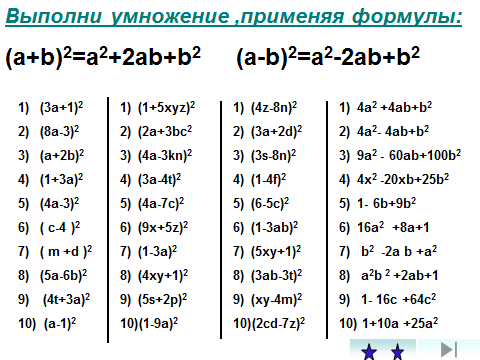 Выполни умножение ,применяя формулы:
(a+b)²=a²+2ab+b² (a-b)²=a²-2ab+b²
1) (3a+1)²
2) (8a-3)²
3) (a+2b)²
4) (1+3a)²
5) (4a-3)²
6) ( c-4 )²
7) ( m +d )²
8) (5a-6b)²
9) (4t+3a)²
10) (a-1)²
1) (1+5xyz)²
2) (2a+3bc²
3) (4a-3kn)²
4) (3a-4t)²
5) (4a-7c)²
6) (9x+5z)²
7) (1-3a)²
8) (4xy+1)²
9) (5s+2p)²
10)(1-9a)²
1) (4z-8n)²
2) (3a+2d)²
3) (3s-8n)²
4) (1-4f)²
5) (6-5c)²
6) (1-3ab)²
7) (5xy+1)²
8) (3ab-3t)²
9) (xy-4m)²
10)(2cd-7z)²
1) 4a² +4ab+b²
2) 4a²- 4ab+b²
3) 9a² - 60ab+100b²
4) 4x² -20xb+25b²
5) 1- 6b+9b²
6) 16a² +8a+1
7) b² -2a b +a²
8) a²b ² +2ab+1
9) 1- 16c +64c²
10) 1+10a +25a²